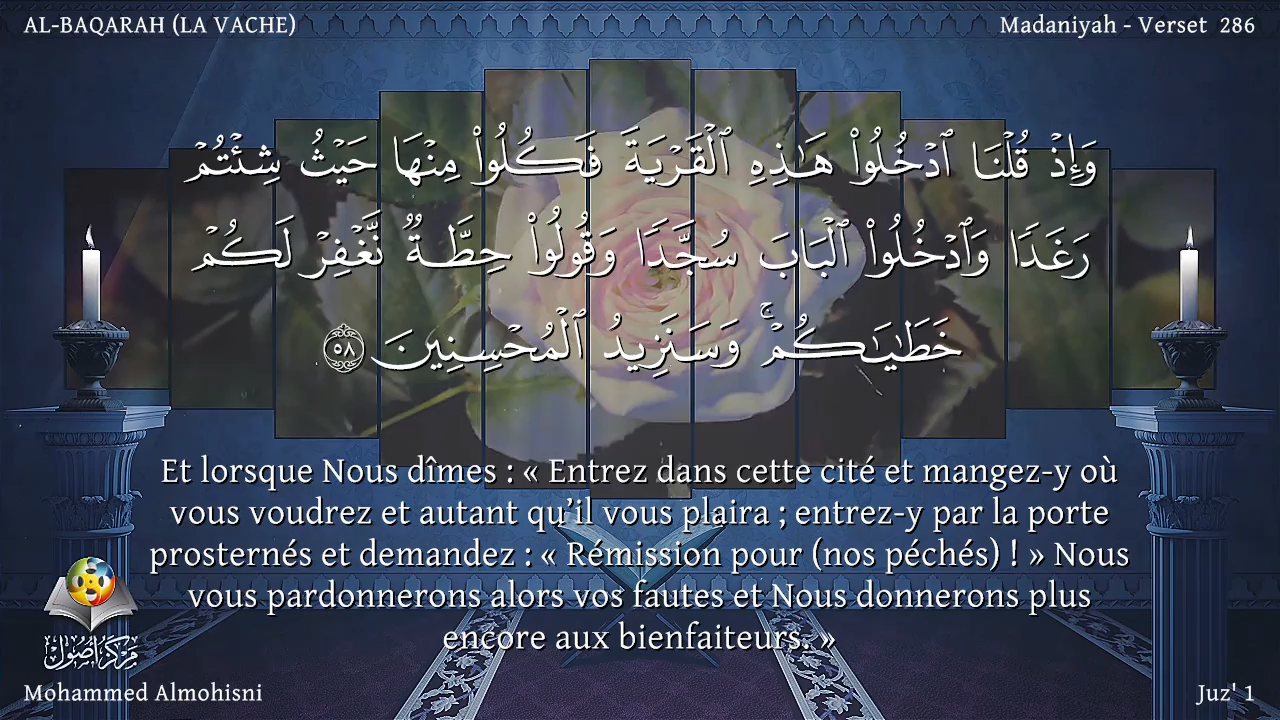 AL-BAQARAH (LA VACHE)
Madaniyah - Verset 286
وَإِذْ قُلْنَا ٱدْخُلُوا۟ هَـٰذِهِ ٱلْقَرْيَةَ فَكُلُوا۟ مِنْهَا حَيْثُ شِئْتُمْ
رَغَدًا وَٱدْخُلُوا۟ ٱلْبَابَ سُجَّدًا وَقُولُوا۟ حِطَّةٌ نَّغْفِرْ لَكُمْ
خَطَـٰيَـٰكُمْ ۚ وَسَنَزِيدُ ٱلْمُحْسِنِينَ ٥٨
Et lorsque Nous dîmes : « Entrez dans cette cité et mangez-y où
vous voudrez et autant qu’il vous plaira ; entrez-y par la porte
prosternés et demandez : « Rémission pour (nos péchés) ! » Nous
vous pardonnerons alors vos fautes et Nous donnerons plus
encore aux bienfaiteurs. »
مركز أصول
Mohammed Almohisni
Juz' 1